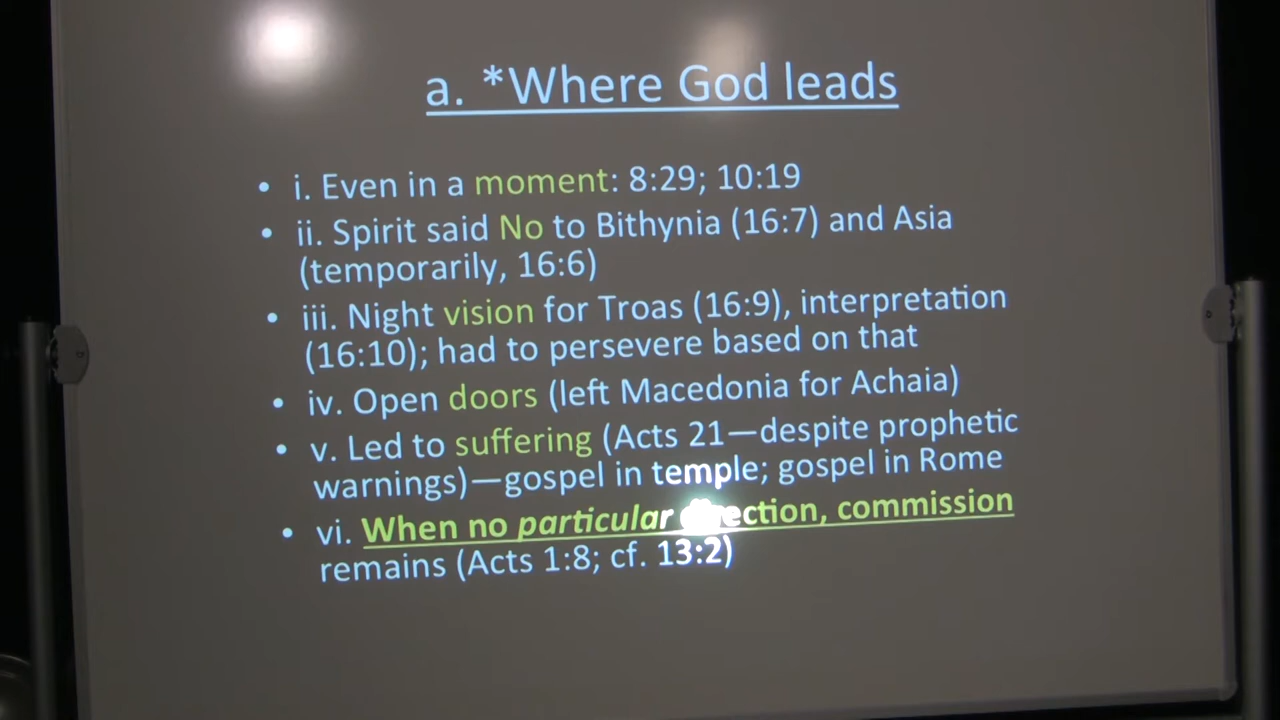 a. *Where God leads
• i. Even in a moment: 8:29; 10:19
• ii. Spirit said No to Bithynia (16:7) and Asia
(temporarily, 16:6)
• iii. Night vision for Troas (16:9), interpretation
(16:10); had to persevere based on that
• iv. Open doors (left Macedonia for Achaia)
• v. Led to suffering (Acts 21—despite prophetic
warnings)—gospel in temple; gospel in Rome
• vi. When no particular direction, commission
remains (Acts 1:8; cf. 13:2)